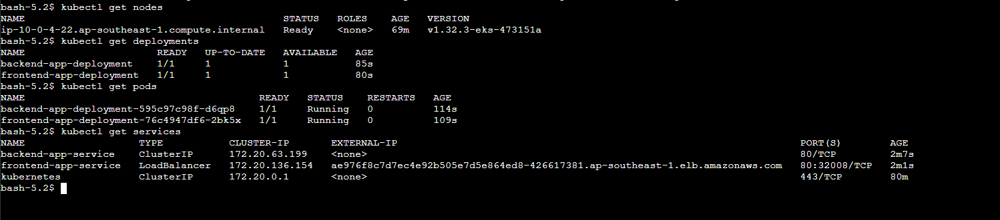 bash-5.2$ kubectl get nodes
NAME STATUS ROLES AGE VERSION
ip-10-0-4-22.ap-southeast-1.compute.internal Ready <none> 69m v1.32.3-eks-473151a
bash-5.2$ kubectl get deployments
NAME READY UP-TO-DATE AVAILABLE AGE
backend-app-deployment 1/1 1 1 85s
frontend-app-deployment 1/1 1 1 80s
bash-5.2$ kubectl get pods
NAME READY STATUS RESTARTS AGE
backend-app-deployment-595c97c98f-d6qp8 1/1 Running 0 114s
frontend-app-deployment-76c4947df6-2bk5x 1/1 Running 0 109s
bash-5.2$ kubectl get services
NAME TYPE CLUSTER-IP EXTERNAL-IP PORT(S) AGE
backend-app-service ClusterIP 172.20.63.199 <none> 80/TCP 2m7s
frontend-app-service LoadBalancer 172.20.136.154 ae976f8c7d7ec4e92b505e7d5e864ed8-426617381.ap-southeast-1.elb.amazonaws.com 80:32008/TCP 2m1s
kubernetes ClusterIP 172.20.0.1 <none> 443/TCP 80m
bash-5.2$